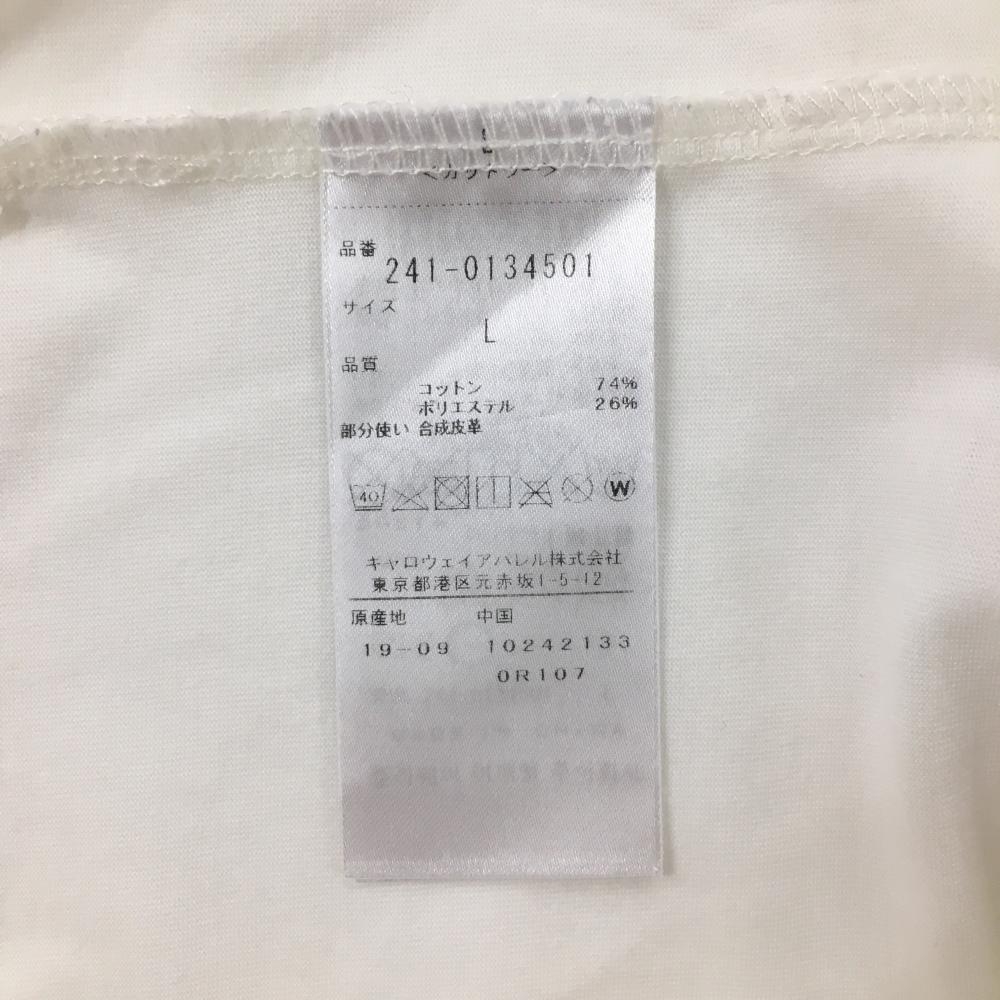 <カットソー>
品番
241-0134501
サイズ
L
品質
コットン 74%
ポリエステル 26%
部分使い 合成皮革
40 W
キャロウェイアパレル株式会社
東京都港区元赤坂1-5-12
原産地 中国
19-09 10242133
0R107